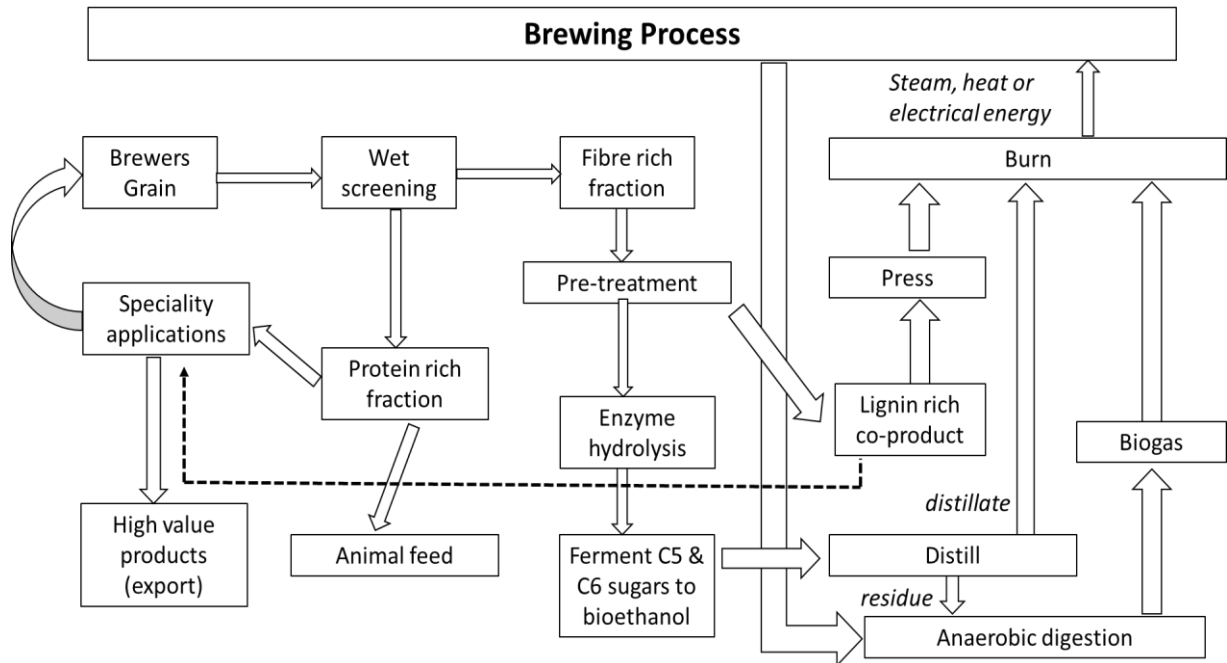 Brewing Process
Steam, heat or
electrical energy
Brewers
Grain
Wet
screening
Fibre rich
fraction
Burn
Pre-treatment
Press
Speciality
applications
Protein rich
fraction
Enzyme
hydrolysis
Lignin rich
co-product
Biogas
High value
products
(export)
Animal feed
Ferment C5 &
C6 sugars to
bioethanol
distillate
Distill
residue
Anaerobic digestion